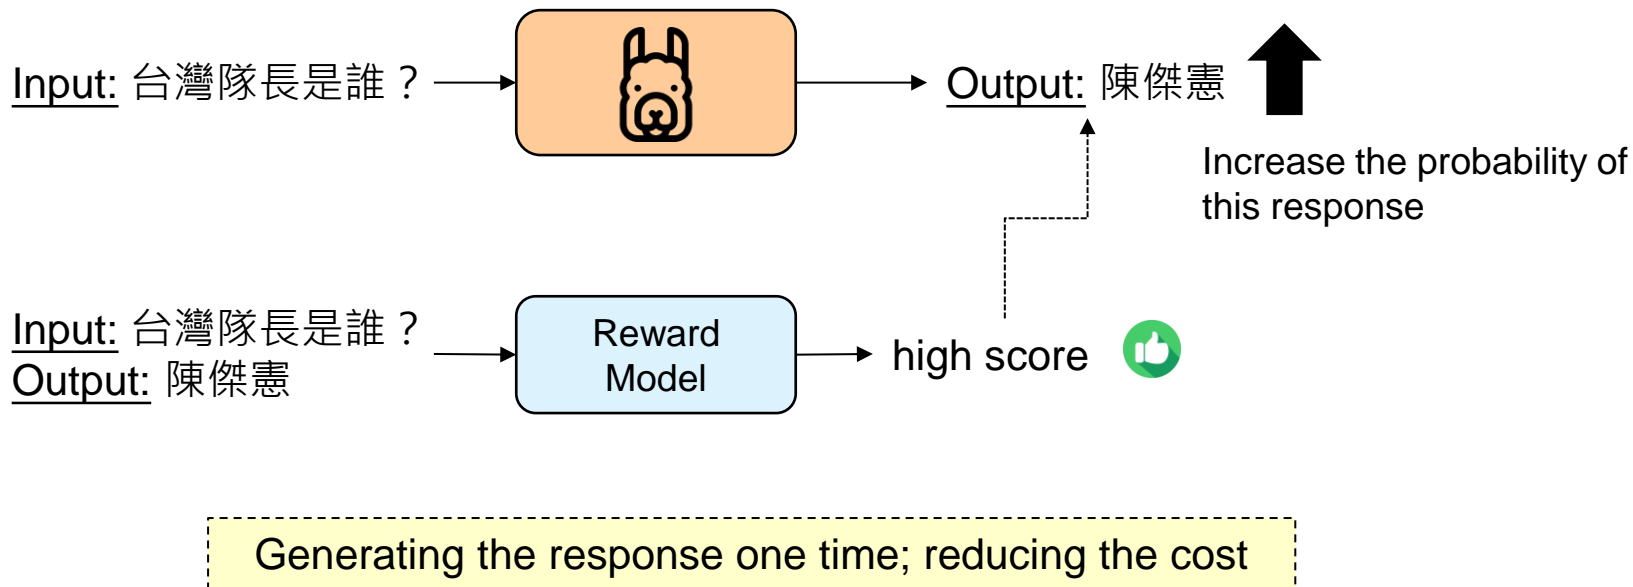 Input: 台灣隊長是誰？
Output: 陳傑憲
Increase the probability of
this response
Input: 台灣隊長是誰？
Output: 陳傑憲
Reward
Model
high score
Generating the response one time; reducing the cost